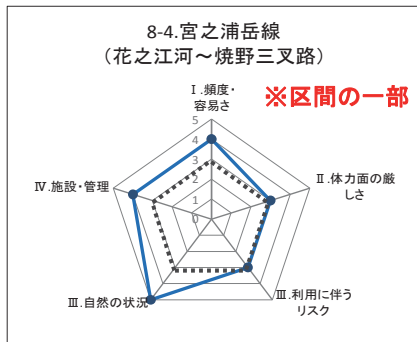 8-4.宮之浦岳線
（花之江河～焼野三叉路）
※区間の一部
Ⅰ.頻度・
容易さ
5
4
3
2
1
0
Ⅱ.体力面の厳
しさ
Ⅲ.利用に伴う
リスク
Ⅲ.自然の状況
Ⅳ.施設・管理